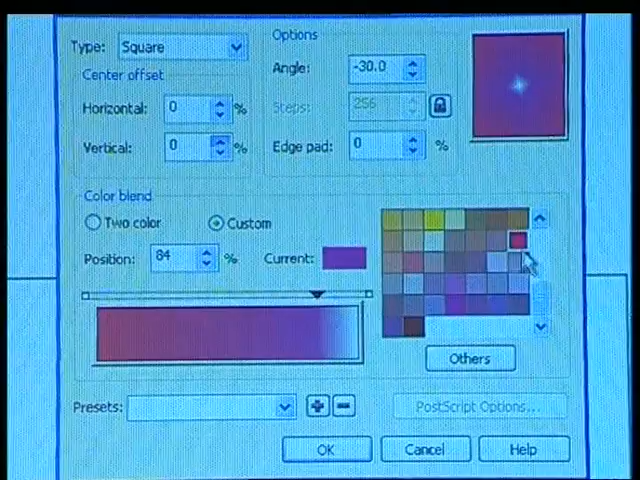 Type: Square
Options
Center offset
Angle: -30.0
Horizontal: 0 %
Steps: 256
Vertical: 0 %
Edge pad: 0 %
Color blend
Two color
Custom
Position: 84 %
Current:
Others
Presets:
PostScript Options...
OK
Cancel
Help